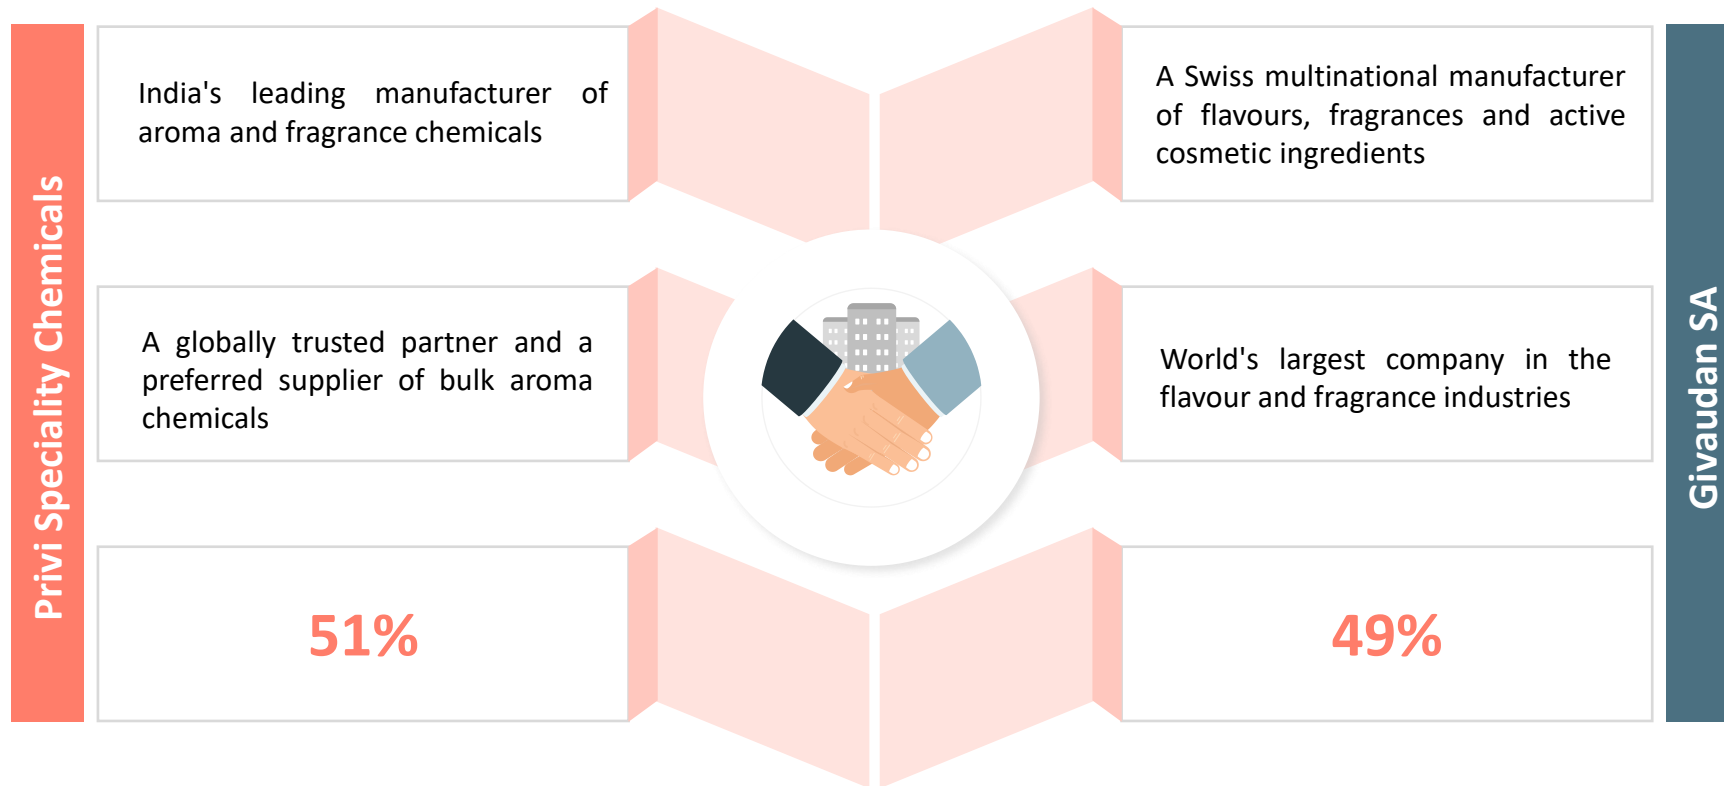 Privi Speciality Chemicals
India's leading manufacturer of
aroma and fragrance chemicals
A globally trusted partner and a
preferred supplier of bulk aroma
chemicals
51%
A Swiss multinational manufacturer
of flavours, fragrances and active
cosmetic ingredients
World's largest company in the
flavour and fragrance industries
49%
Givaudan SA